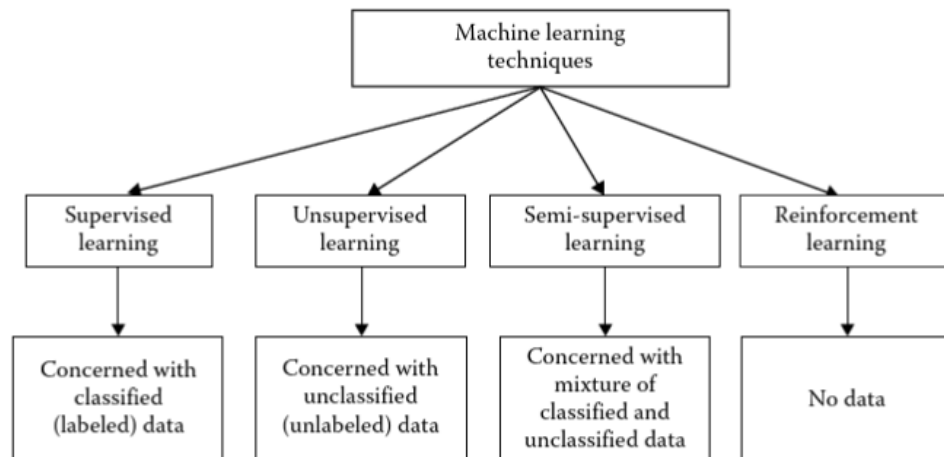 Machine learning
techniques
Supervised
learning
Unsupervised
learning
Semi-supervised
learning
Reinforcement
learning
Concerned with
classified
(labeled) data
Concerned with
unclassified
(unlabeled) data
Concerned with
mixture of
classified and
unclassified data
No data